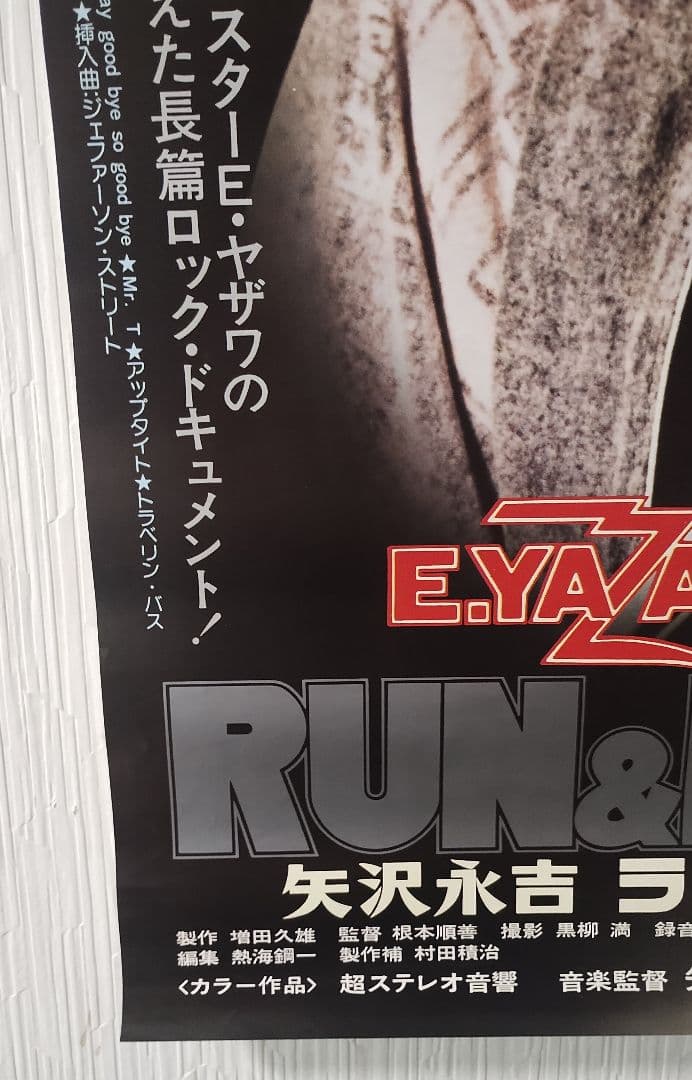 スターE・ヤザワの
えた長篇ロック・ドキュメント!
ay good bye so good bye★Mr. T★アップタイト★トラベリン・バス
★挿入曲:ジェファーソン・ストリート
E.YAZA
RUN&
矢沢永吉 ラ
製作 増田久雄 監督 根本順善 撮影 黒柳 満 録音
編集 熱海鋼一 製作補 村田積治
<カラー作品> 超ステレオ音響 音楽監督